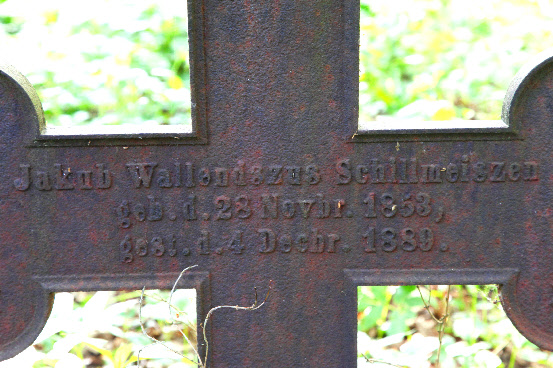 Jakub Wallendszus Schillmeiszen
geb. d. 28 Novbr. 1853,
gest. d. 4 Decbr. 1889.